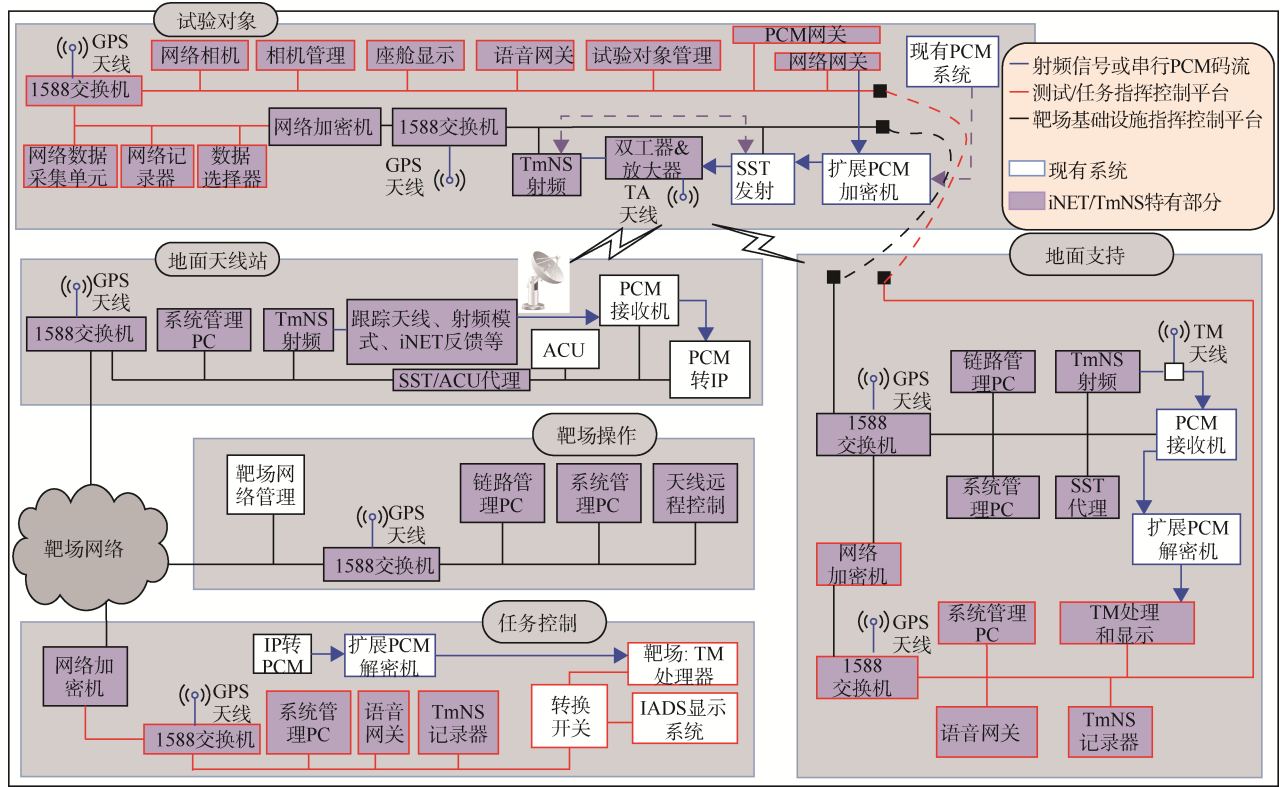 试验对象
GPS
天线
1588交换机
网络相机
相机管理
座舱显示
语音网关
试验对象管理
PCM网关
网络网关
现有PCM
系统
网络数据
采集单元
网络记
录器
数据
选择器
网络加密机
1588交换机
GPS
天线
TmNS
射频
双工器&
放大器
TA
天线
SST
发射
扩展PCM
加密机
射频信号或串行PCM码流
测试/任务指挥控制平台
靶场基础设施指挥控制平台
现有系统
iNET/TmNS特有部分
地面天线站
GPS
天线
1588交换机
系统管理
PC
TmNS
射频
跟踪天线、射频模
式、iNET反馈等
SST/ACU代理
ACU
PCM
接收机
PCM
转IP
靶场操作
靶场网
络管理
GPS
天线
1588交换机
链路管
理PC
系统管
理PC
天线远
程控制
靶场网络
任务控制
网络加
密机
GPS
天线
1588交换机
IP转
PCM
扩展PCM
解密机
系统管
理PC
语音
网关
TmNS
记录器
转换
开关
靶场: TM
处理器
IADS显示
系统
地面支持
GPS
天线
1588
交换机
链路管
理PC
TmNS
射频
TM
天线
PCM
接收机
系统管
理PC
SST
代理
扩展PCM
解密机
网络
加密机
GPS
天线
1588
交换机
系统管理
PC
TM处理
和显示
语音网关
TmNS
记录器